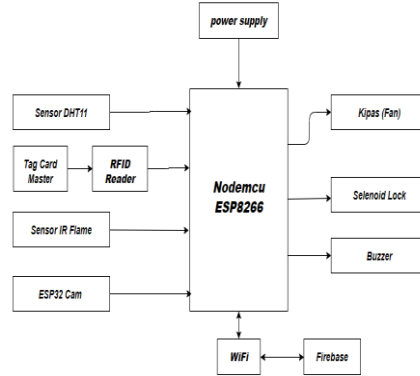 power supply
Sensor DHT11
Kipas (Fan)
Tag Card
Master
RFID
Reader
Nodemcu
ESP8266
Selenoid Lock
Sensor IR Flame
Buzzer
ESP32 Cam
WiFi
Firebase